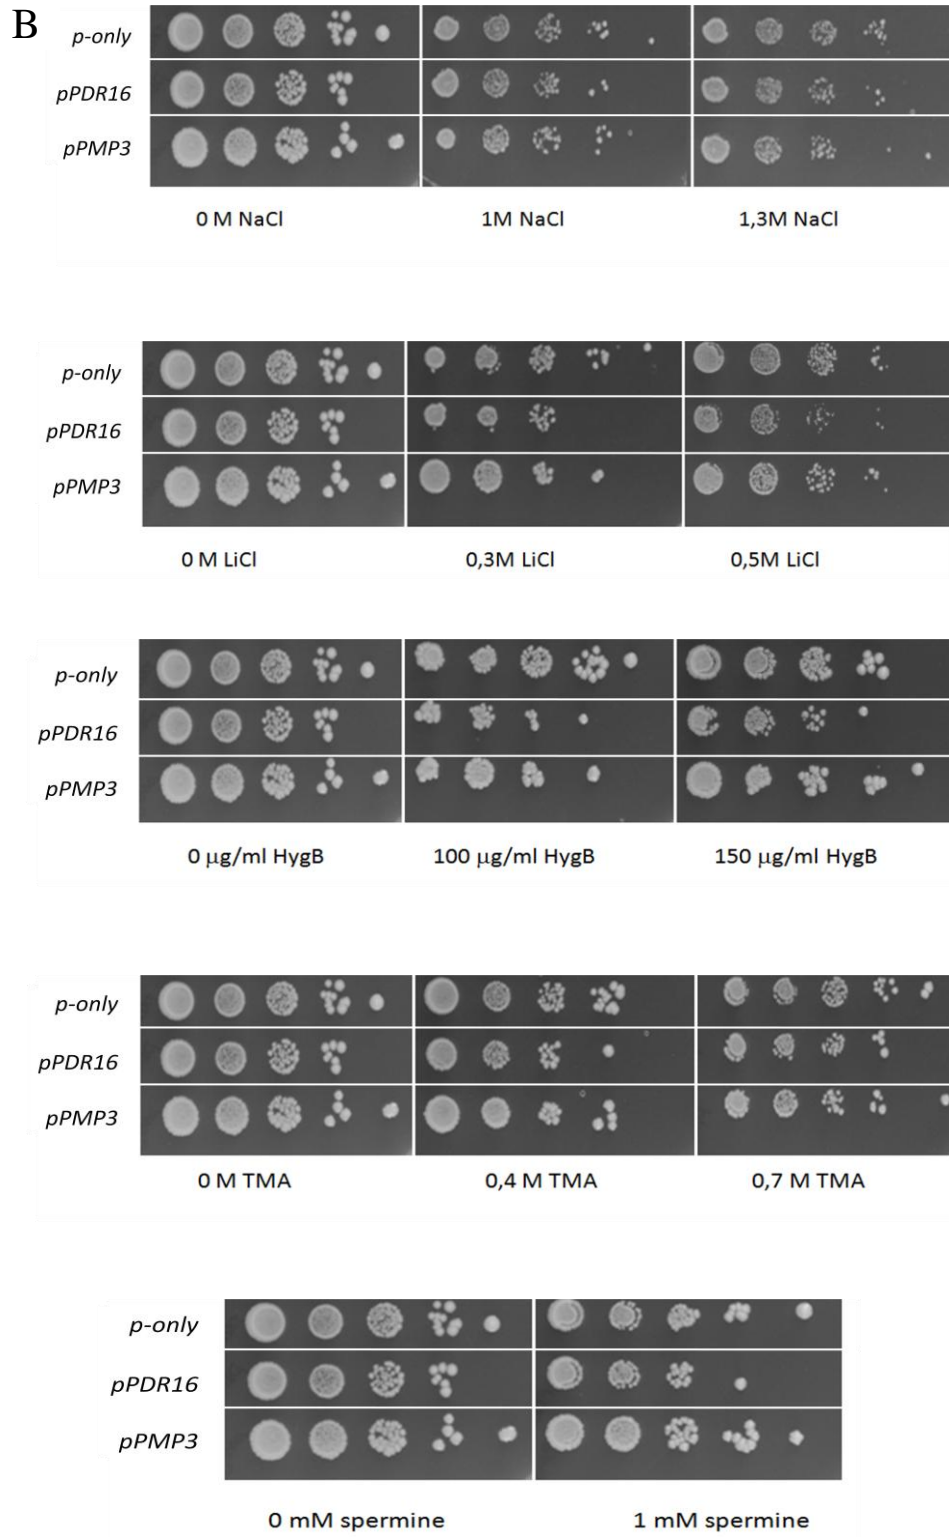 B
p-only
pPDR16
pPMP3
0 M NaCl 1M NaCl 1,3M NaCl
p-only
pPDR16
pPMP3
0 M LiCl 0,3M LiCl 0,5M LiCl
p-only
pPDR16
pPMP3
0 μg/ml HygB 100 μg/ml HygB 150 μg/ml HygB
p-only
pPDR16
pPMP3
0 M TMA 0,4 M TMA 0,7 M TMA
p-only
pPDR16
pPMP3
0 mM spermine 1 mM spermine